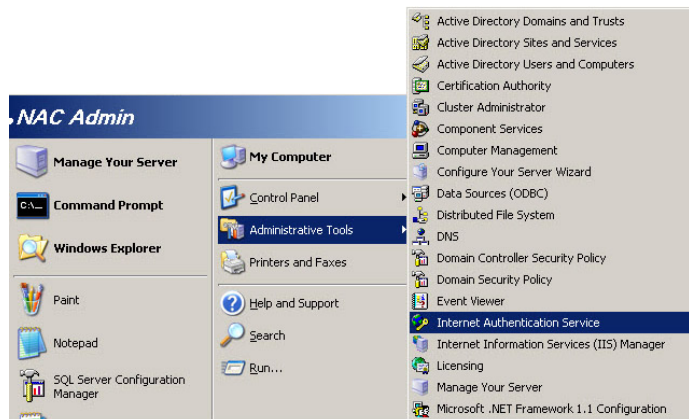 NAC Admin
Manage Your Server
Command Prompt
Windows Explorer
Paint
Notepad
SQL Server Configuration
Manager
My Computer
Control Panel
Administrative Tools
Printers and Faxes
Help and Support
Search
Run...
Active Directory Domains and Trusts
Active Directory Sites and Services
Active Directory Users and Computers
Certification Authority
Cluster Administrator
Component Services
Computer Management
Configure Your Server Wizard
Data Sources (ODBC)
Distributed File System
DNS
Domain Controller Security Policy
Domain Security Policy
Event Viewer
Internet Authentication Service
Internet Information Services (IIS) Manager
Licensing
Manage Your Server
Microsoft .NET Framework 1.1 Configuration